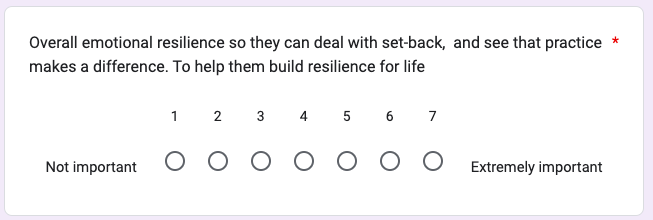 Overall emotional resilience so they can deal with set-back,  and see that practice *
makes a difference. To help them build resilience for life
1 2 3 4 5 6 7
Not important Extremely important